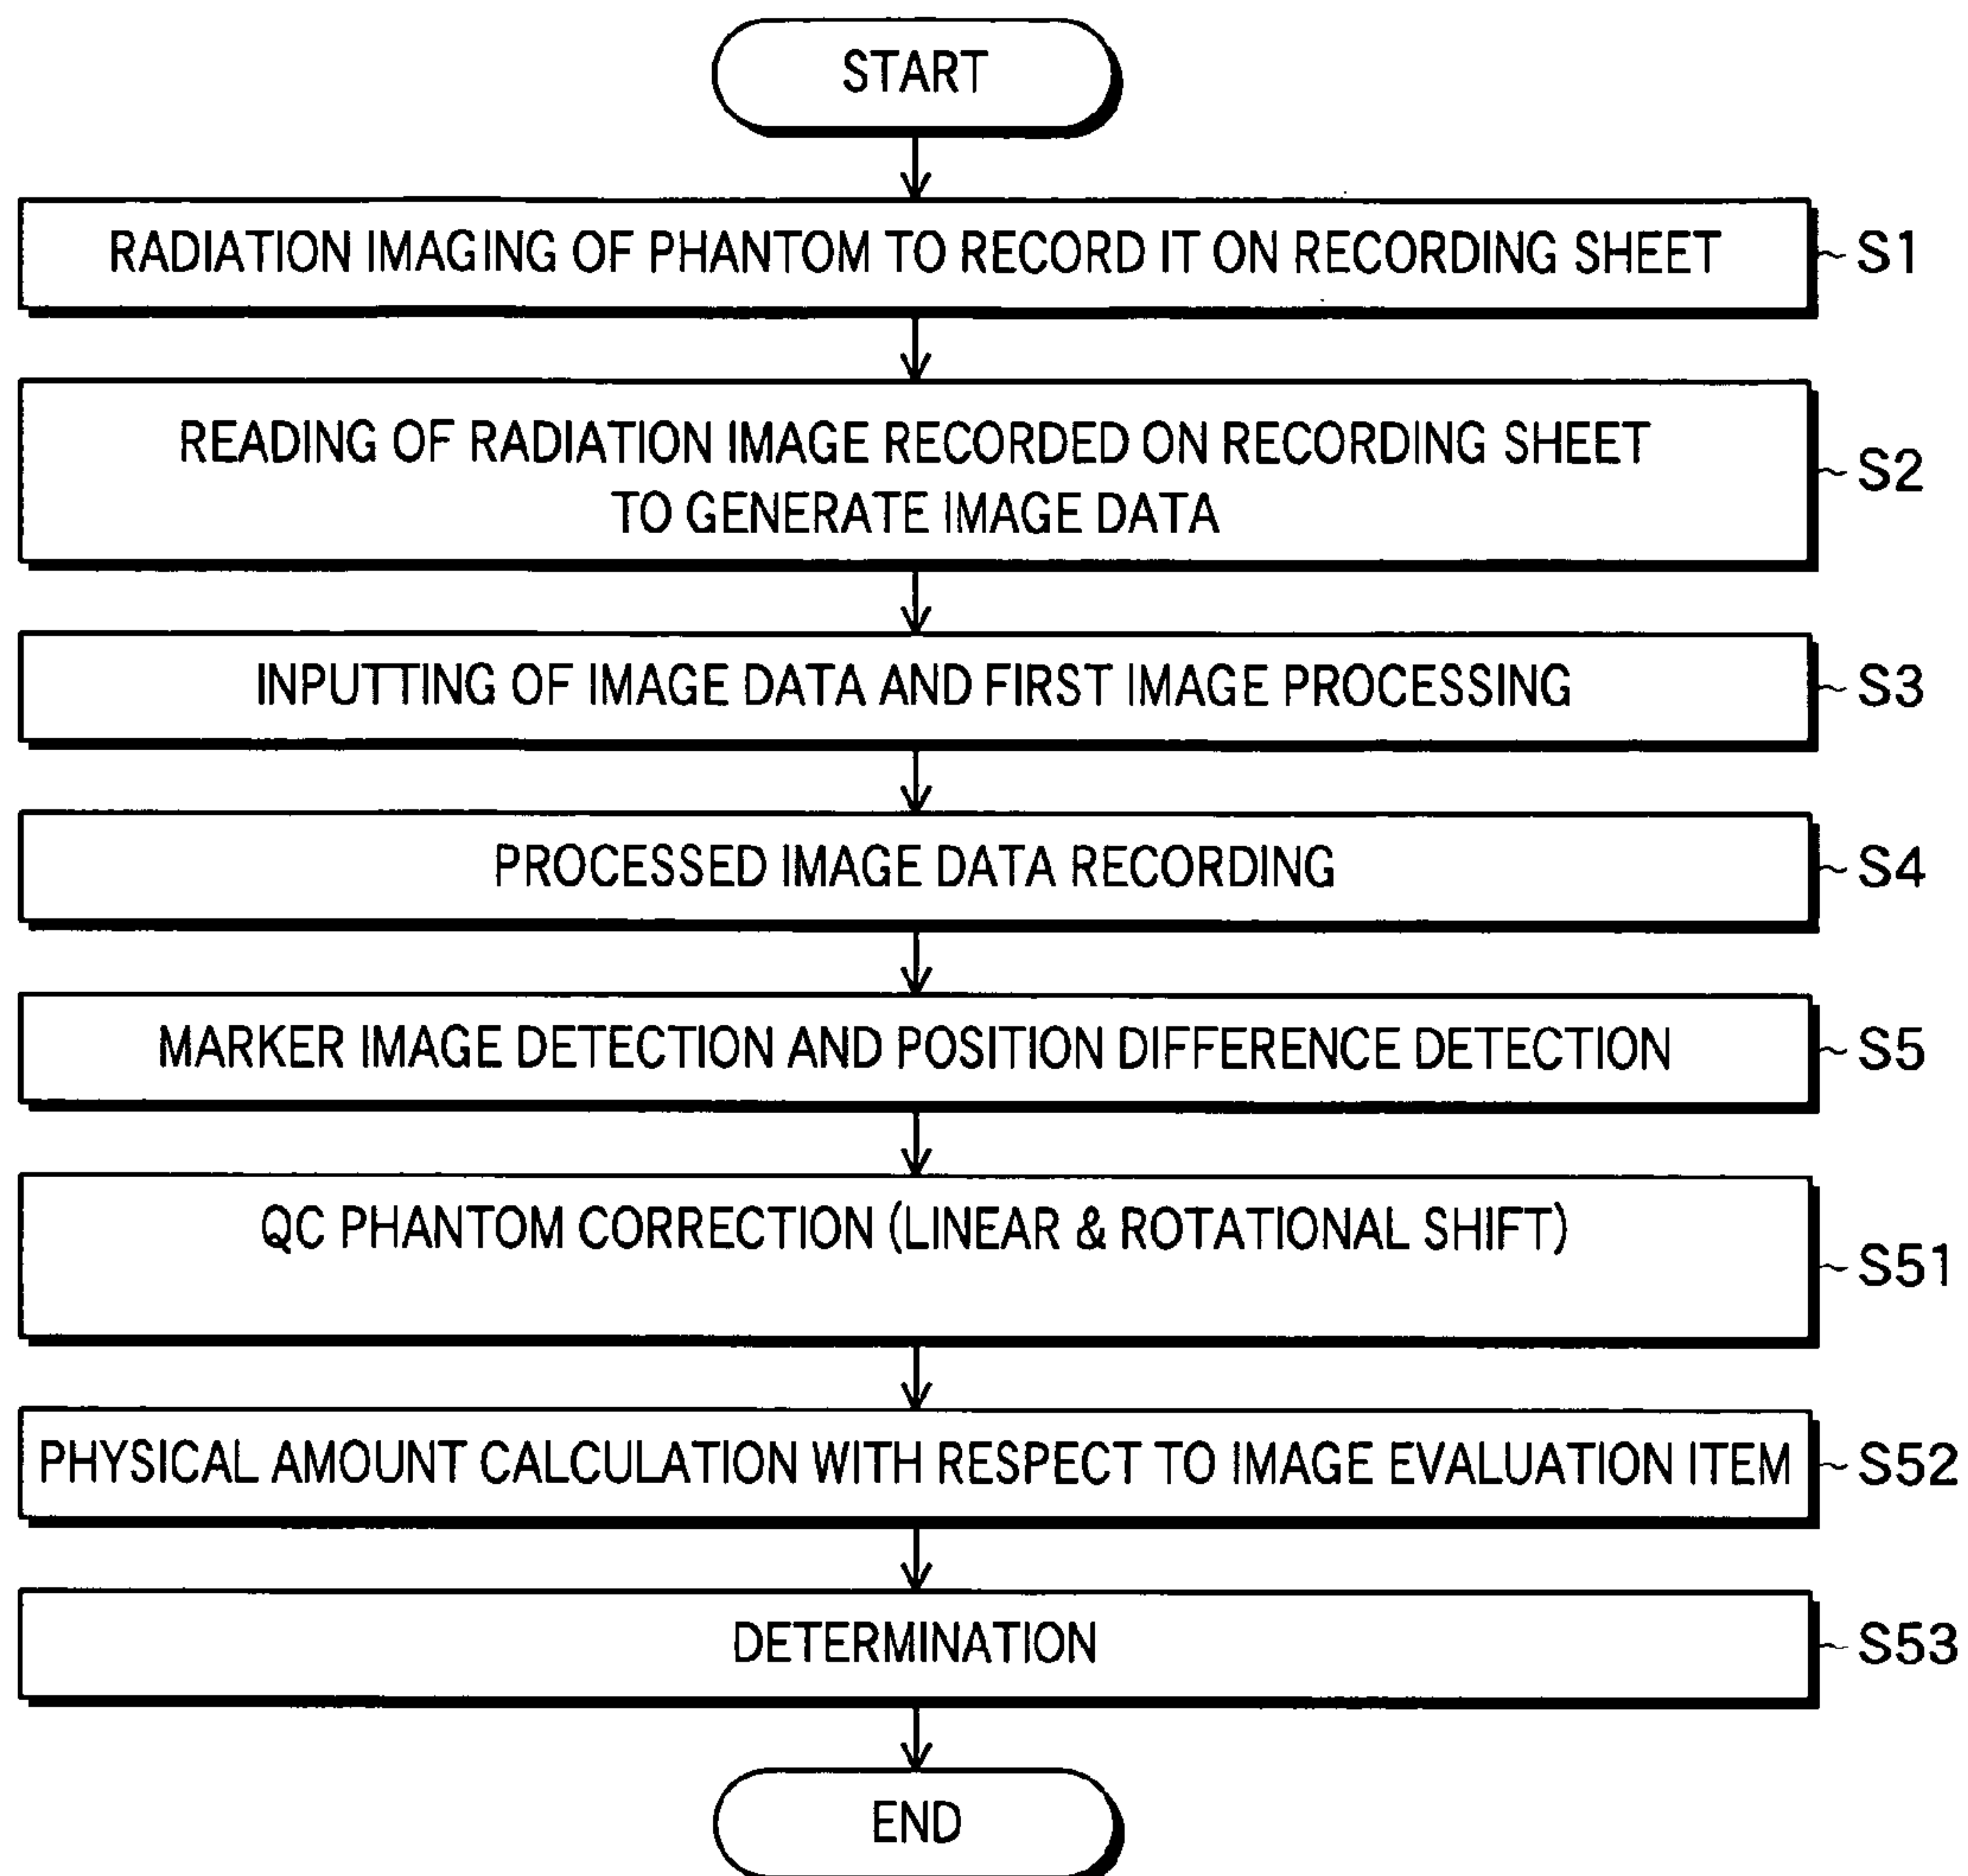 START
RADIATION IMAGING OF PHANTOM TO RECORD IT ON RECORDING SHEET
S1
READING OF RADIATION IMAGE RECORDED ON RECORDING SHEET
TO GENERATE IMAGE DATA
S2
INPUTTING OF IMAGE DATA AND FIRST IMAGE PROCESSING
S3
PROCESSED IMAGE DATA RECORDING
S4
MARKER IMAGE DETECTION AND POSITION DIFFERENCE DETECTION
S5
QC PHANTOM CORRECTION (LINEAR & ROTATIONAL SHIFT)
S51
PHYSICAL AMOUNT CALCULATION WITH RESPECT TO IMAGE EVALUATION ITEM
S52
DETERMINATION
S53
END